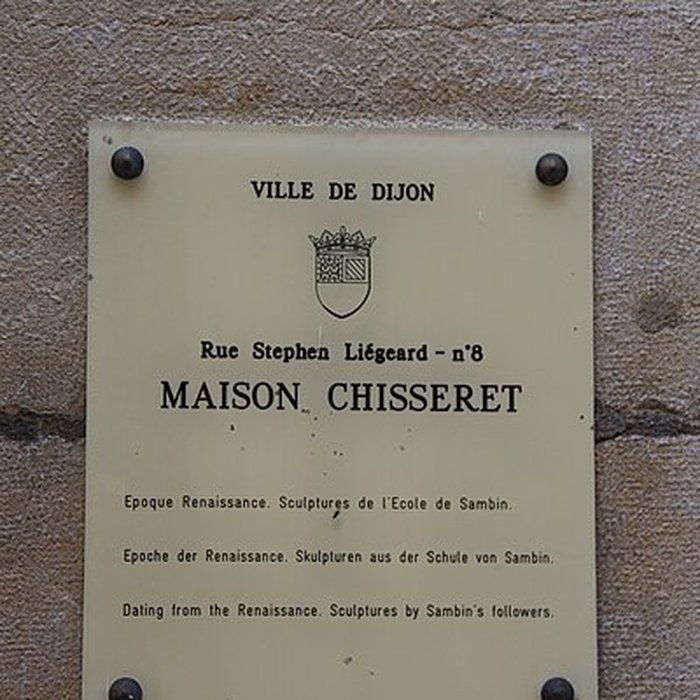 VILLE DE DIJON
Rue Stephen Liégeard - n°8
MAISON CHISSERET
Epoque Renaissance. Sculptures de l'Ecole de Sambin.
Epoche der Renaissance. Skulpturen aus der Schule von Sambin.
Dating from the Renaissance. Sculptures by Sambin's followers.